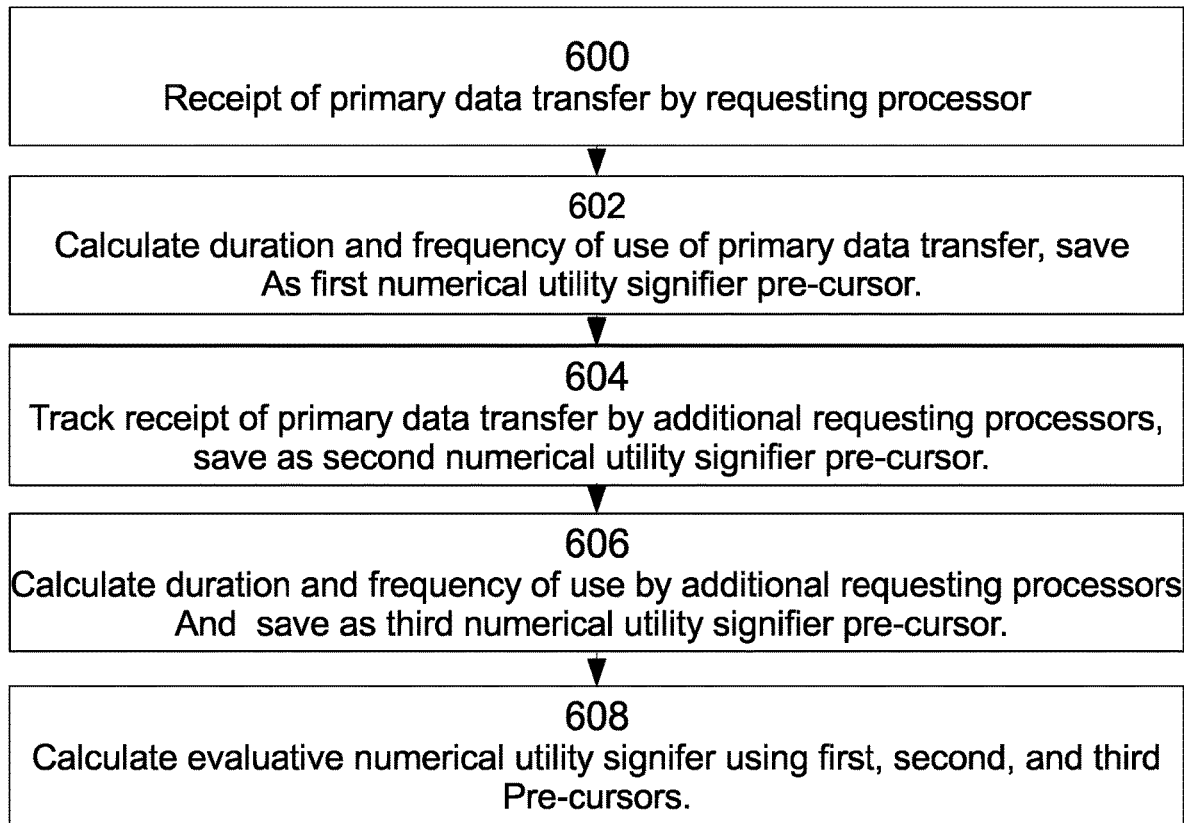 600
Receipt of primary data transfer by requesting processor
602
Calculate duration and frequency of use of primary data transfer, save
As first numerical utility signifier pre-cursor.
604
Track receipt of primary data transfer by additional requesting processors,
save as second numerical utility signifier pre-cursor.
606
Calculate duration and frequency of use by additional requesting processors
And  save as third numerical utility signifier pre-cursor.
608
Calculate evaluative numerical utility signifer using first, second, and third
Pre-cursors.